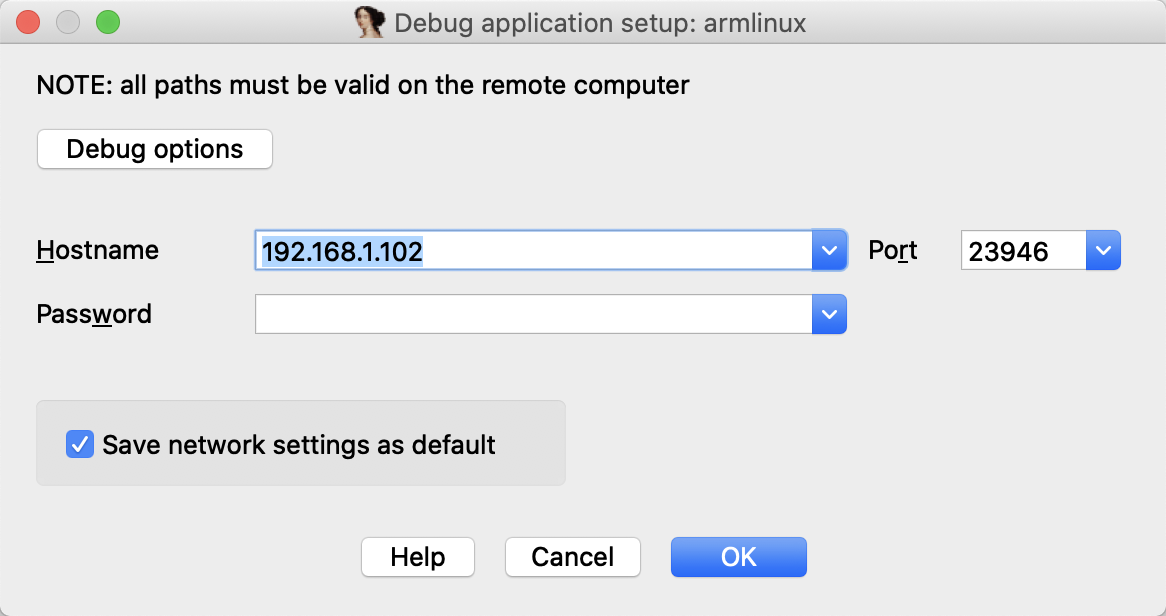 Debug application setup: armlinux
NOTE: all paths must be valid on the remote computer
Debug options
Hostname 192.168.1.102 Port 23946
Password
Save network settings as default
Help Cancel OK